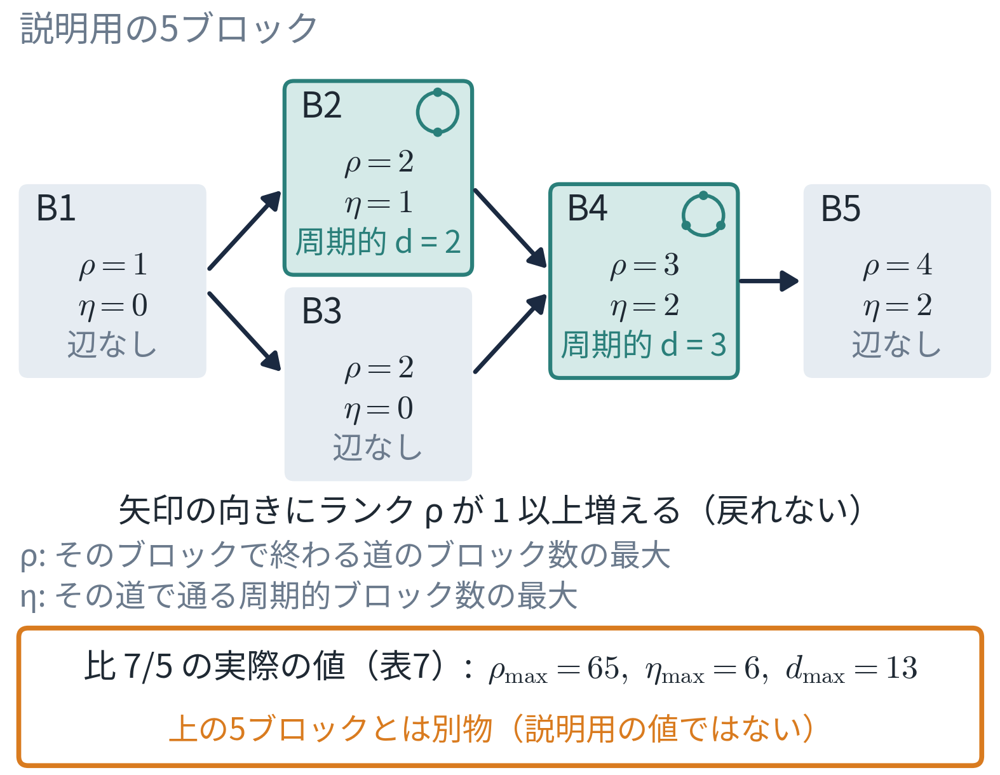 説明用の5ブロック
B1
ρ = 1
η = 0
辺なし
B2
ρ = 2
η = 1
周期的 d = 2
B3
ρ = 2
η = 0
辺なし
B4
ρ = 3
η = 2
周期的 d = 3
B5
ρ = 4
η = 2
辺なし
矢印の向きにランク ρ が 1 以上増える（戻れない）
ρ: そのブロックで終わる道のブロック数の最大
η: その道で通る周期的ブロック数の最大
比 7/5 の実際の値（表7）: ρmax = 65, ηmax = 6, dmax = 13
上の5ブロックとは別物（説明用の値ではない）